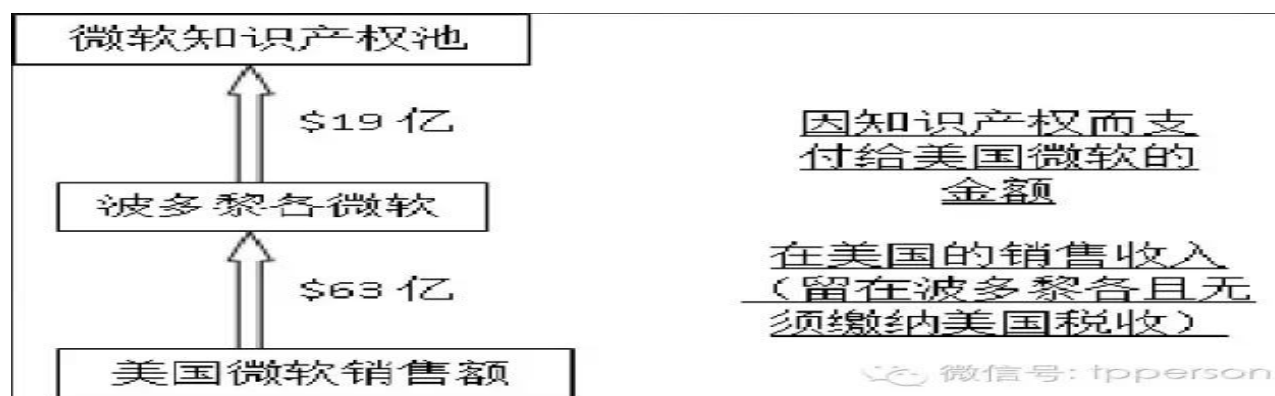 微软知识产权池
$19 亿
因知识产权而支
付给美国微软的
金额
波多黎各微软
$63 亿
在美国的销售收入
（留在波多黎各且无
须缴纳美国税收）
美国微软销售额
微信号: tpperson